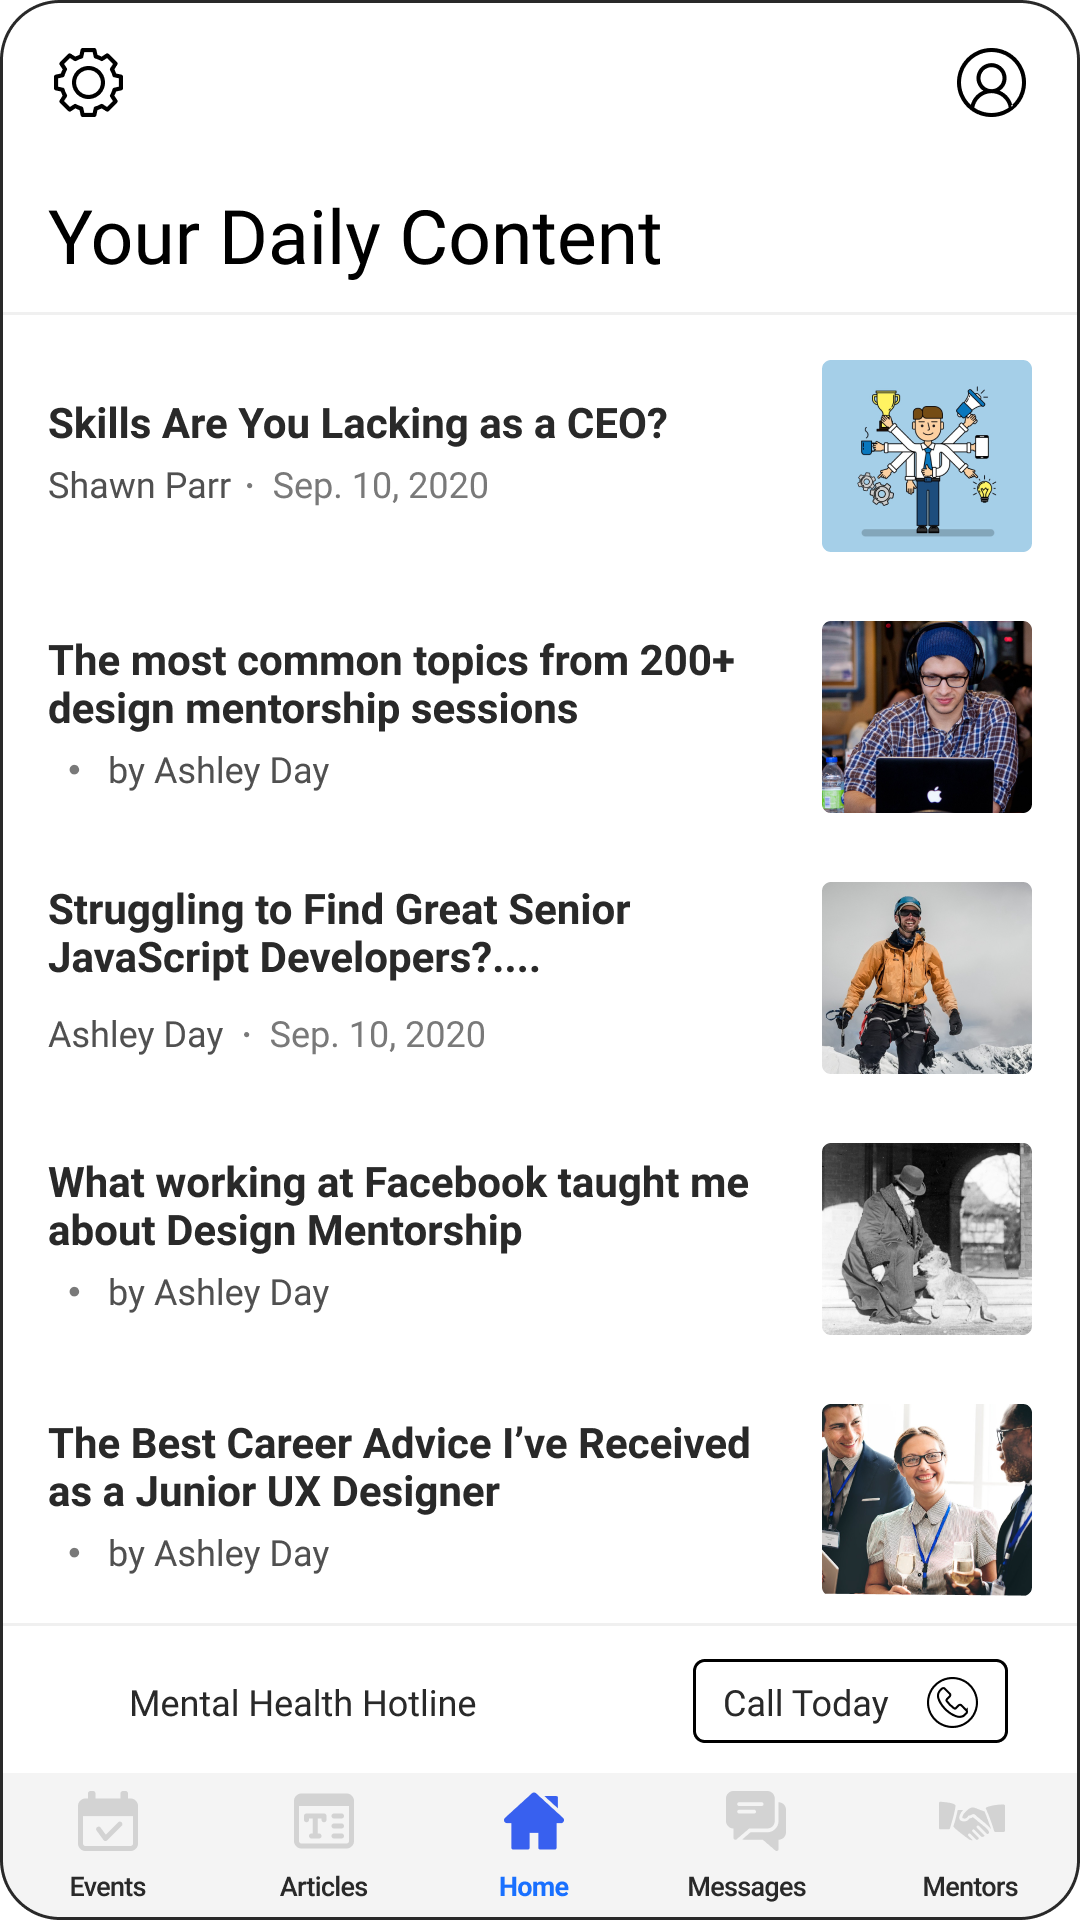 Your Daily Content
Skills Are You Lacking as a CEO?
Shawn Parr · Sep. 10, 2020
The most common topics from 200+
design mentorship sessions
• by Ashley Day
Struggling to Find Great Senior
JavaScript Developers?....
Ashley Day · Sep. 10, 2020
What working at Facebook taught me
about Design Mentorship
• by Ashley Day
The Best Career Advice I’ve Received
as a Junior UX Designer
• by Ashley Day
Mental Health Hotline
Call Today
Events
Articles
Home
Messages
Mentors